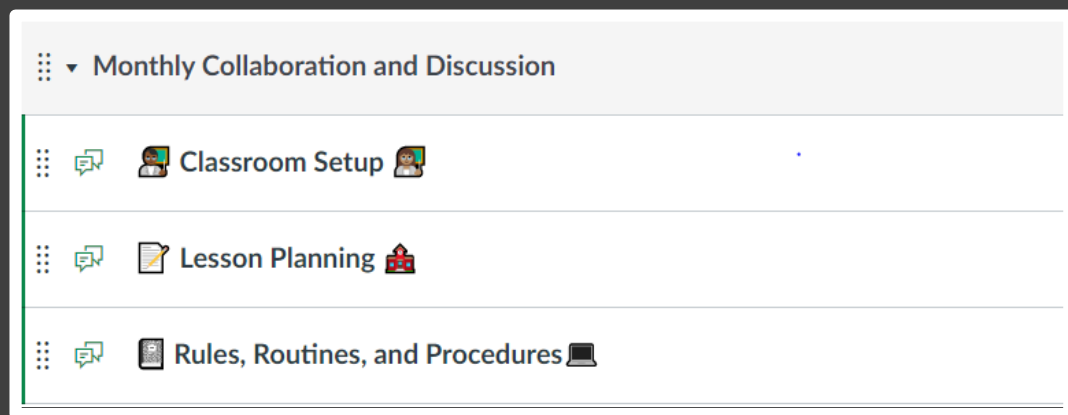 Monthly Collaboration and Discussion
Classroom Setup
Lesson Planning
Rules, Routines, and Procedures